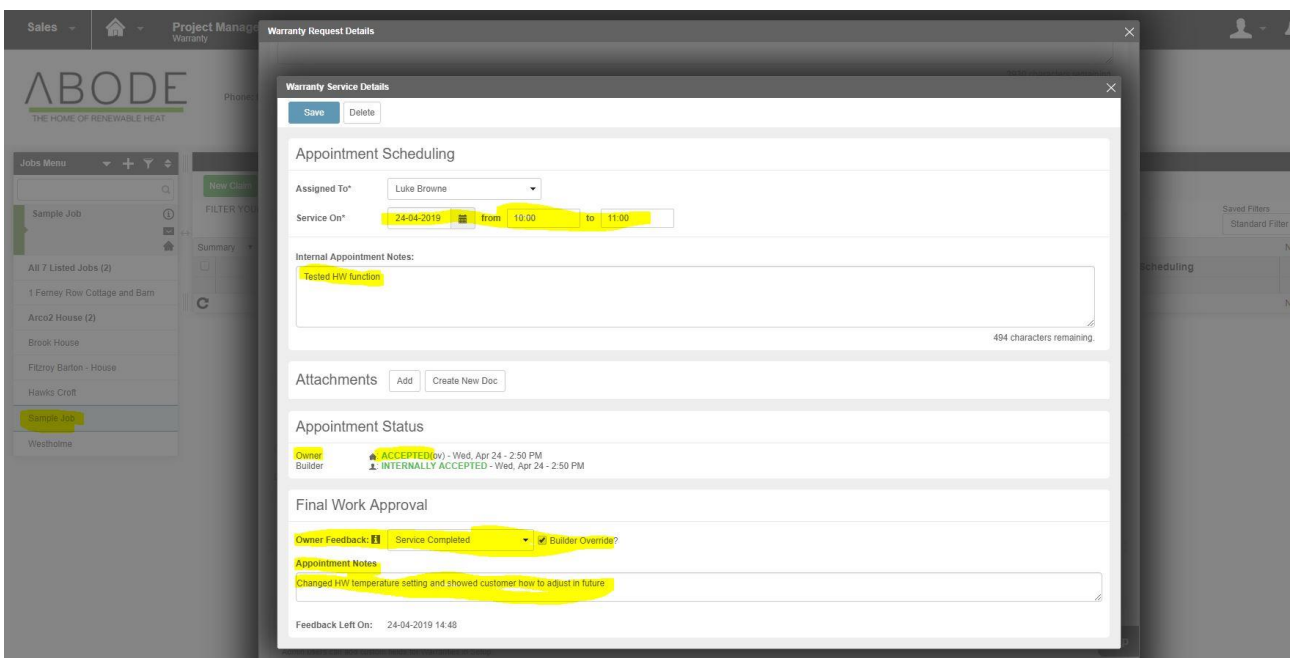 Sales
Project Manage
Warranty
Warranty Request Details
ABODE
THE HOME OF RENEWABLE HEAT
Phone:
Warranty Service Details
Save Delete
Appointment Scheduling
Assigned To* Luke Browne
Service On* 24-04-2019 from 10:00 to 11:00
Internal Appointment Notes:
Tested HW function
494 characters remaining.
Attachments Add Create New Doc
Appointment Status
Owner ACCEPTED(ov) - Wed, Apr 24 - 2:50 PM
Builder INTERNALLY ACCEPTED - Wed, Apr 24 - 2:50 PM
Final Work Approval
Owner Feedback: Service Completed Builder Override?
Appointment Notes
Changed HW temperature setting and showed customer how to adjust in future
Feedback Left On: 24-04-2019 14:48
Jobs Menu
Sample Job
All 7 Listed Jobs (2)
1 Ferney Row Cottage and Barn
Arco2 House (2)
Brook House
Fitzroy Barton - House
Hawks Croft
Sample Job
Westholme
New Claim
FILTER YOU
Summary
Saved Filters
Standard Filter
Scheduling